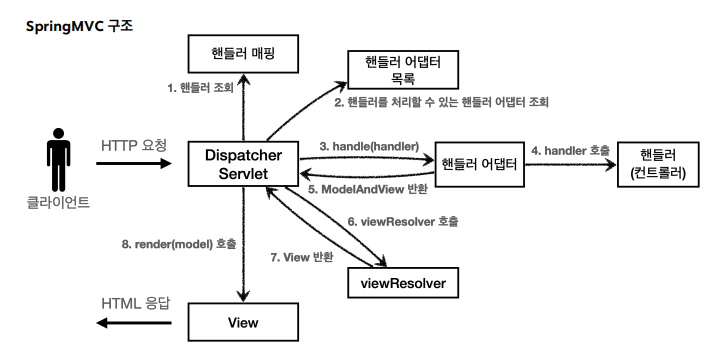 SpringMVC 구조
핸들러 매핑
핸들러 어댑터
목록
1. 핸들러 조회
2. 핸들러를 처리할 수 있는 핸들러 어댑터 조회
HTTP 요청
Dispatcher
Servlet
3. handle(handler)
핸들러 어댑터
4. handler 호출
핸들러
(컨트롤러)
클라이언트
5. ModelAndView 반환
6. viewResolver 호출
8. render(model) 호출
7. View 반환
viewResolver
HTML 응답
View